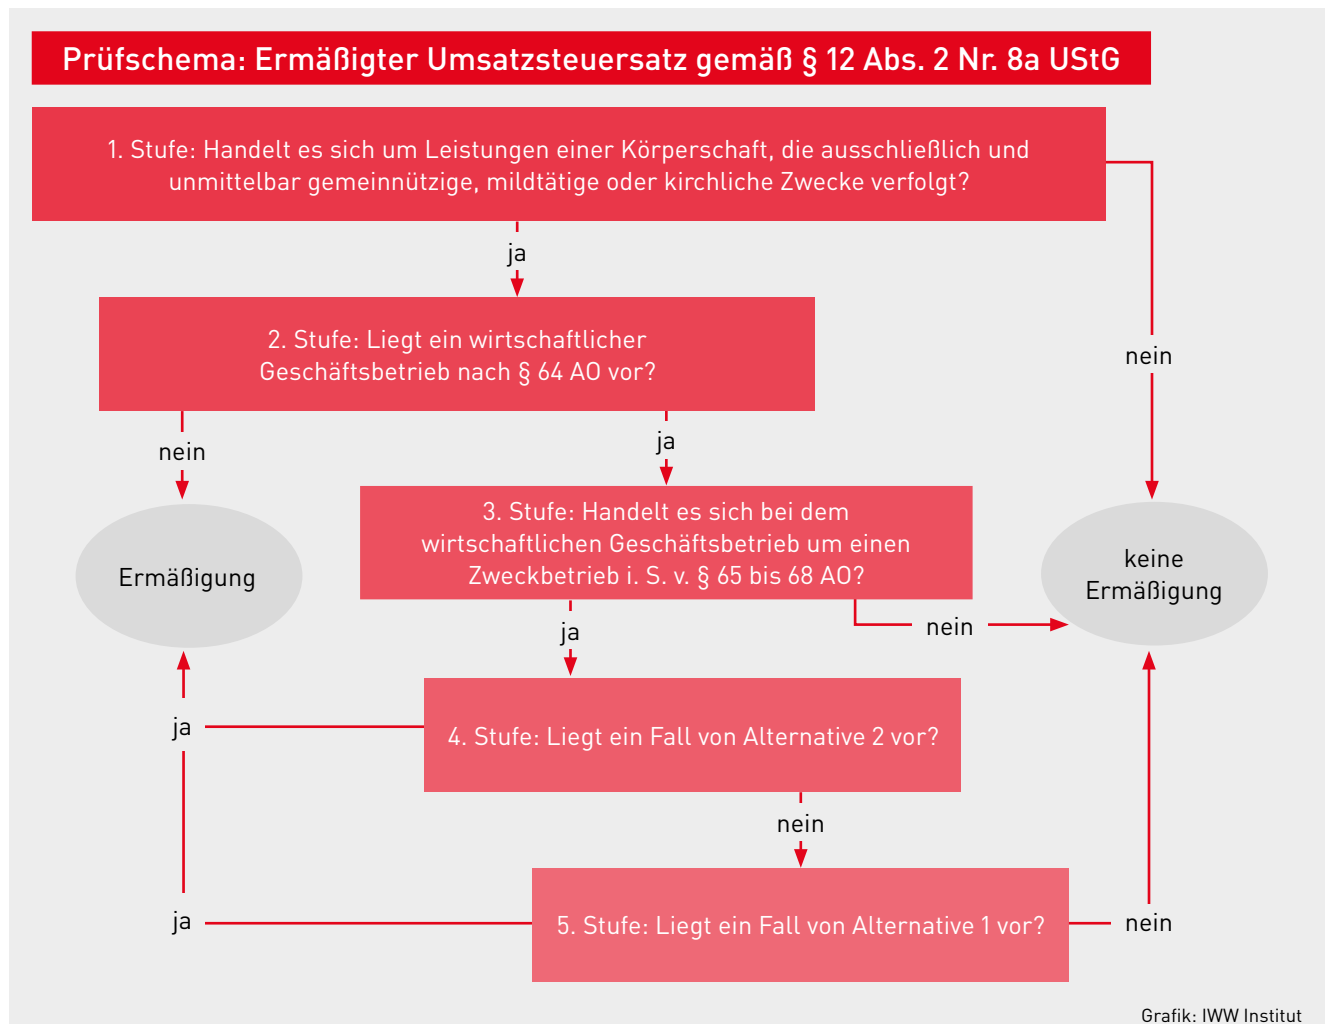 Prüfschema: Ermäßigter Umsatzsteuersatz gemäß § 12 Abs. 2 Nr. 8a UStG
1. Stufe: Handelt es sich um Leistungen einer Körperschaft, die ausschließlich und
unmittelbar gemeinnützige, mildtätige oder kirchliche Zwecke verfolgt?
ja
2. Stufe: Liegt ein wirtschaftlicher
Geschäftsbetrieb nach § 64 AO vor?
nein
nein
ja
3. Stufe: Handelt es sich bei dem
wirtschaftlichen Geschäftsbetrieb um einen
Zweckbetrieb i. S. v. § 65 bis 68 AO?
Ermäßigung
keine
Ermäßigung
ja
nein
ja
4. Stufe: Liegt ein Fall von Alternative 2 vor?
nein
ja
5. Stufe: Liegt ein Fall von Alternative 1 vor?
nein
Grafik: IWW Institut